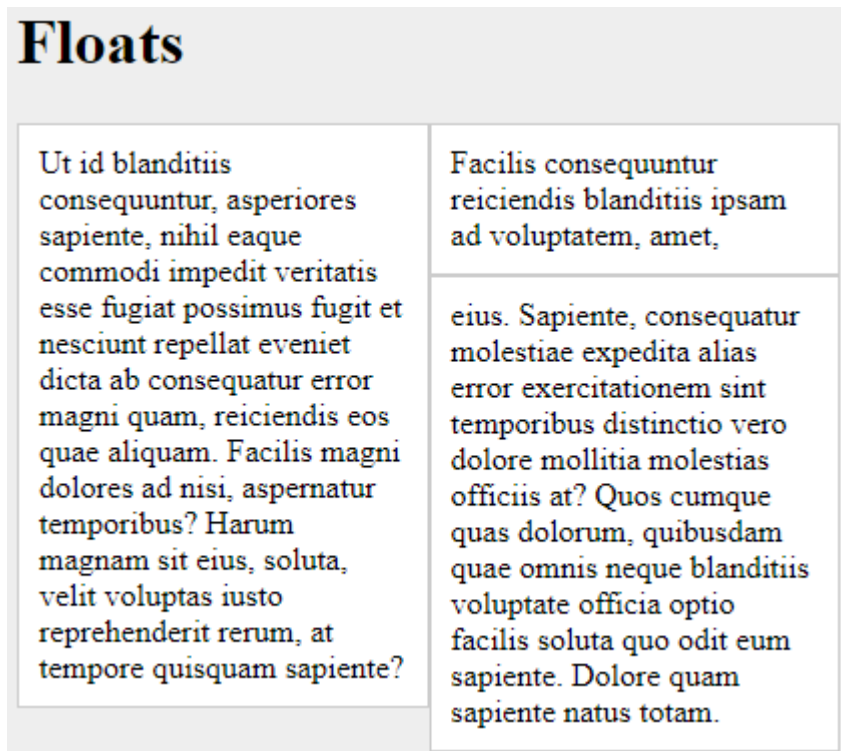 Floats
Ut id blanditiis
consequuntur, asperiores
sapiente, nihil eaque
commodi impedit veritatis
esse fugiat possimus fugit et
nesciunt repellat eveniet
dicta ab consequatur error
magni quam, reiciendis eos
quae aliquam. Facilis magni
dolores ad nisi, aspernatur
temporibus? Harum
magnam sit eius, soluta,
velit voluptas iusto
reprehenderit rerum, at
tempore quisquam sapiente?
Facilis consequuntur
reiciendis blanditiis ipsam
ad voluptatem, amet,
eius. Sapiente, consequatur
molestiae expedita alias
error exercitationem sint
temporibus distinctio vero
dolore mollitia molestias
officiis at? Quos cumque
quas dolorum, quibusdam
quae omnis neque blanditiis
voluptate officia optio
facilis soluta quo odit eum
sapiente. Dolore quam
sapiente natus totam.